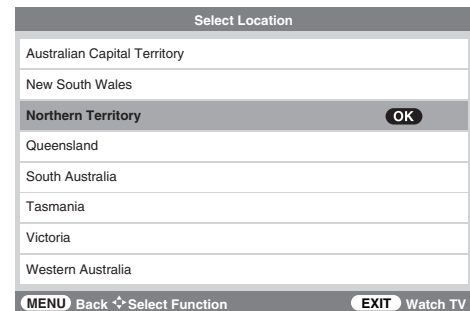 Select Location
Australian Capital Territory
New South Wales
Northern Territory OK
Queensland
South Australia
Tasmania
Victoria
Western Australia
MENU Back Select Function EXIT Watch TV